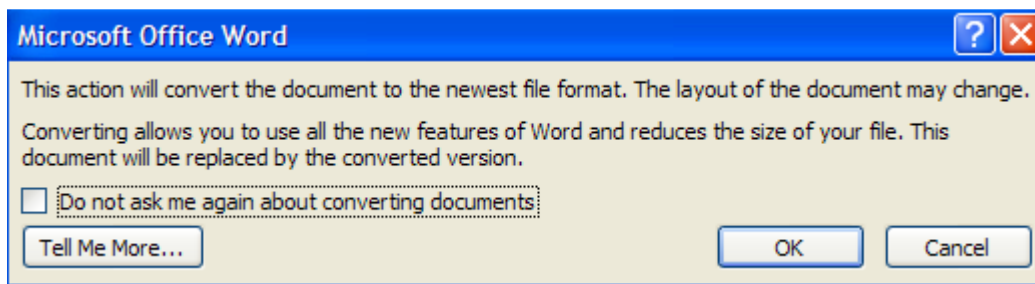 Microsoft Office Word
?
This action will convert the document to the newest file format. The layout of the document may change.
Converting allows you to use all the new features of Word and reduces the size of your file. This
document will be replaced by the converted version.
Do not ask me again about converting documents
Tell Me More... OK Cancel